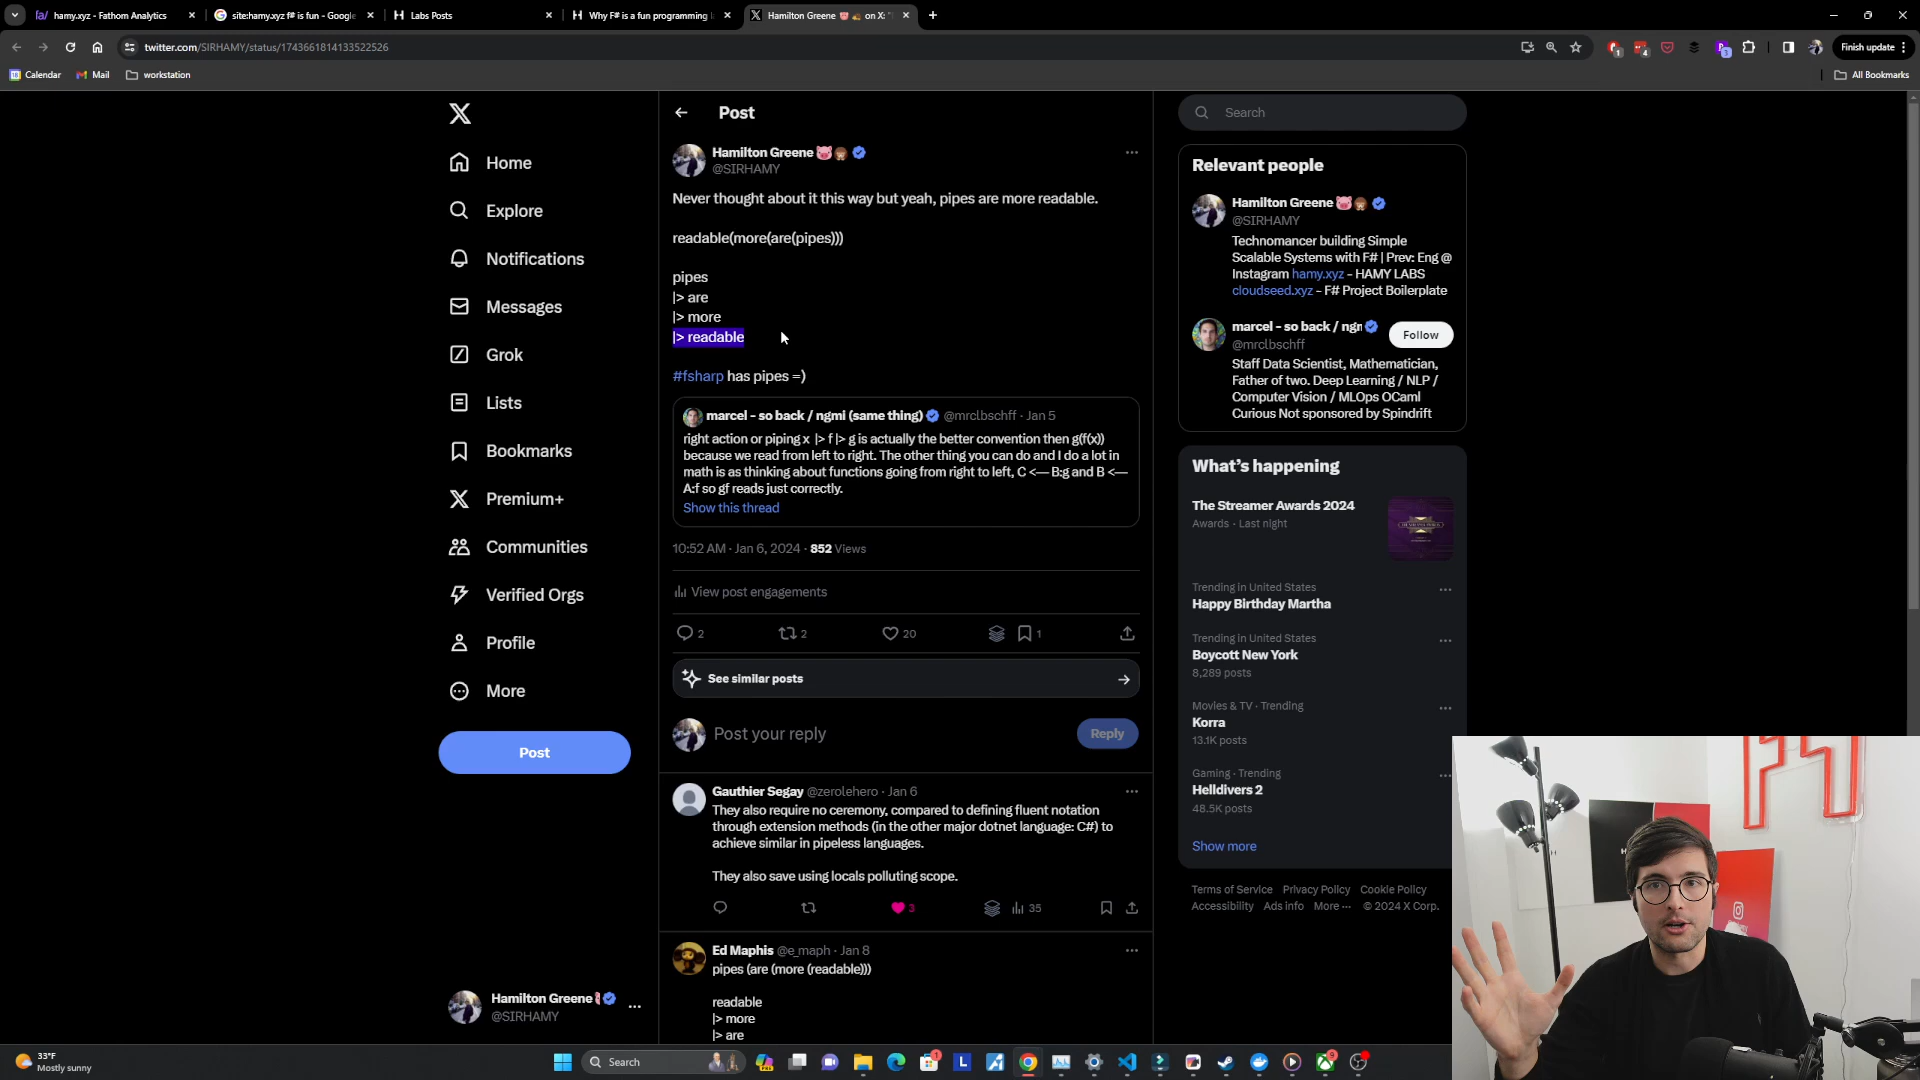 hamy.xyz - Fathom Analytics
site:hamy.xyz f# is fun - Google
Labs Posts
Why F# is a fun programming l
Hamilton Greene 🐷🦔 on X: "
twitter.com/SIRHAMY/status/1743661814133522526
Finish update
Calendar
Mail
workstation
All Bookmarks
Home
Explore
Notifications
Messages
Grok
Lists
Bookmarks
Premium+
Communities
Verified Orgs
Profile
More
Post
Hamilton Greene
@SIRHAMY
Post
Hamilton Greene
@SIRHAMY
Never thought about it this way but yeah, pipes are more readable.
readable(more(are(pipes)))
pipes
|> are
|> more
|> readable
#fsharp has pipes =)
marcel - so back / ngmi (same thing) @mrclbschff · Jan 5
right action or piping x |> f |> g is actually the better convention then g(f(x))
because we read from left to right. The other thing you can do and I do a lot in
math is as thinking about functions going from right to left, C <— B:g and B <—
A:f so gf reads just correctly.
Show this thread
10:52 AM · Jan 6, 2024 · 852 Views
View post engagements
2
2
20
1
See similar posts
Post your reply
Reply
Gauthier Segay @zerolehero · Jan 6
They also require no ceremony, compared to defining fluent notation
through extension methods (in the other major dotnet language: C#) to
achieve similar in pipeless languages.
They also save using locals polluting scope.
3
35
Ed Maphis @e_maph · Jan 8
pipes (are (more (readable)))
readable
|> more
|> are
Search
Relevant people
Hamilton Greene
@SIRHAMY
Technomancer building Simple
Scalable Systems with F# | Prev: Eng @
Instagram hamy.xyz - HAMY LABS
cloudseed.xyz - F# Project Boilerplate
marcel - so back / ngm
@mrclbschff
Follow
Staff Data Scientist, Mathematician,
Father of two. Deep Learning / NLP /
Computer Vision / MLOps OCaml
Curious Not sponsored by Spindrift
What's happening
The Streamer Awards 2024
Awards · Last night
Trending in United States
Happy Birthday Martha
Trending in United States
Boycott New York
8,289 posts
Movies & TV · Trending
Korra
13.1K posts
Gaming · Trending
Helldivers 2
48.5K posts
Show more
Terms of Service Privacy Policy Cookie Policy
Accessibility Ads info More ··· © 2024 X Corp.
33°F
Mostly sunny
Search